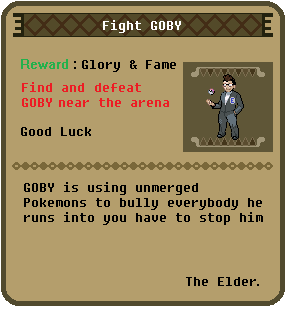 Fight GOBY
Reward : Glory & Fame
Find and defeat
GOBY near the arena
Good Luck
GOBY is using unmerged
Pokemons to bully everybody he
runs into you have to stop him
The Elder.